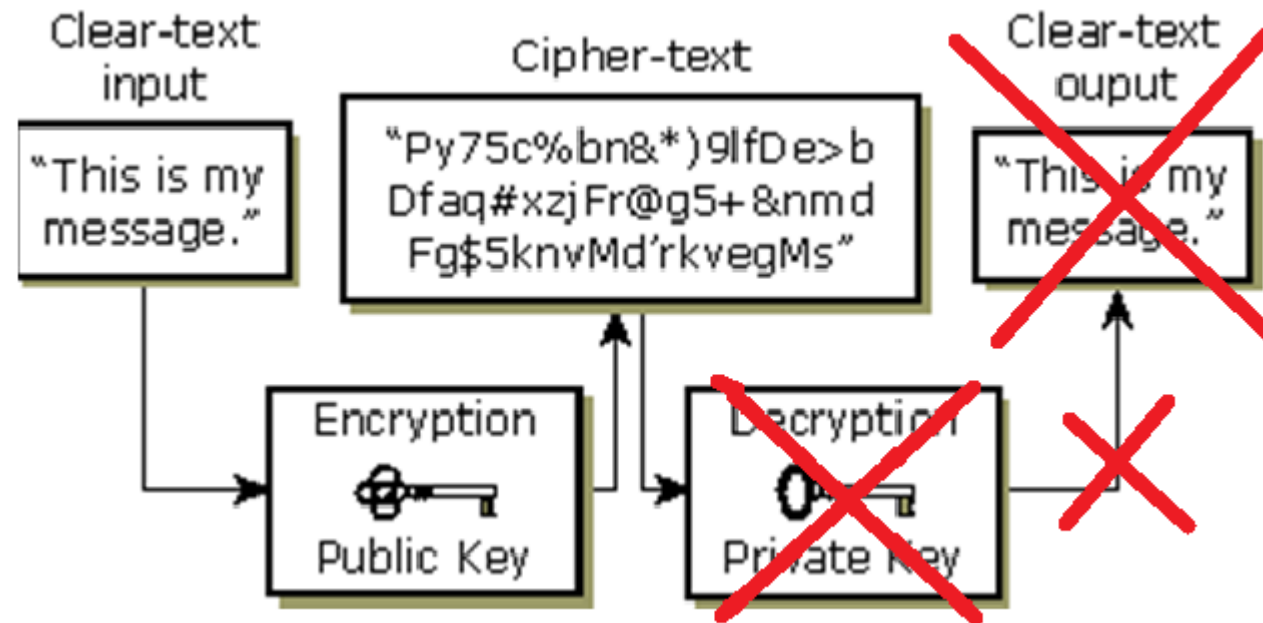 Clear-text
input
"This is my
message."
Cipher-text
"Py75c%bn&*)9lfDe>b
Dfaq#xzjFr@g5+&nmd
Fg$5knvMd'rkvegMs"
Clear-text
ouput
"This is my
message."
Encryption
Public Key
Decryption
Private Key